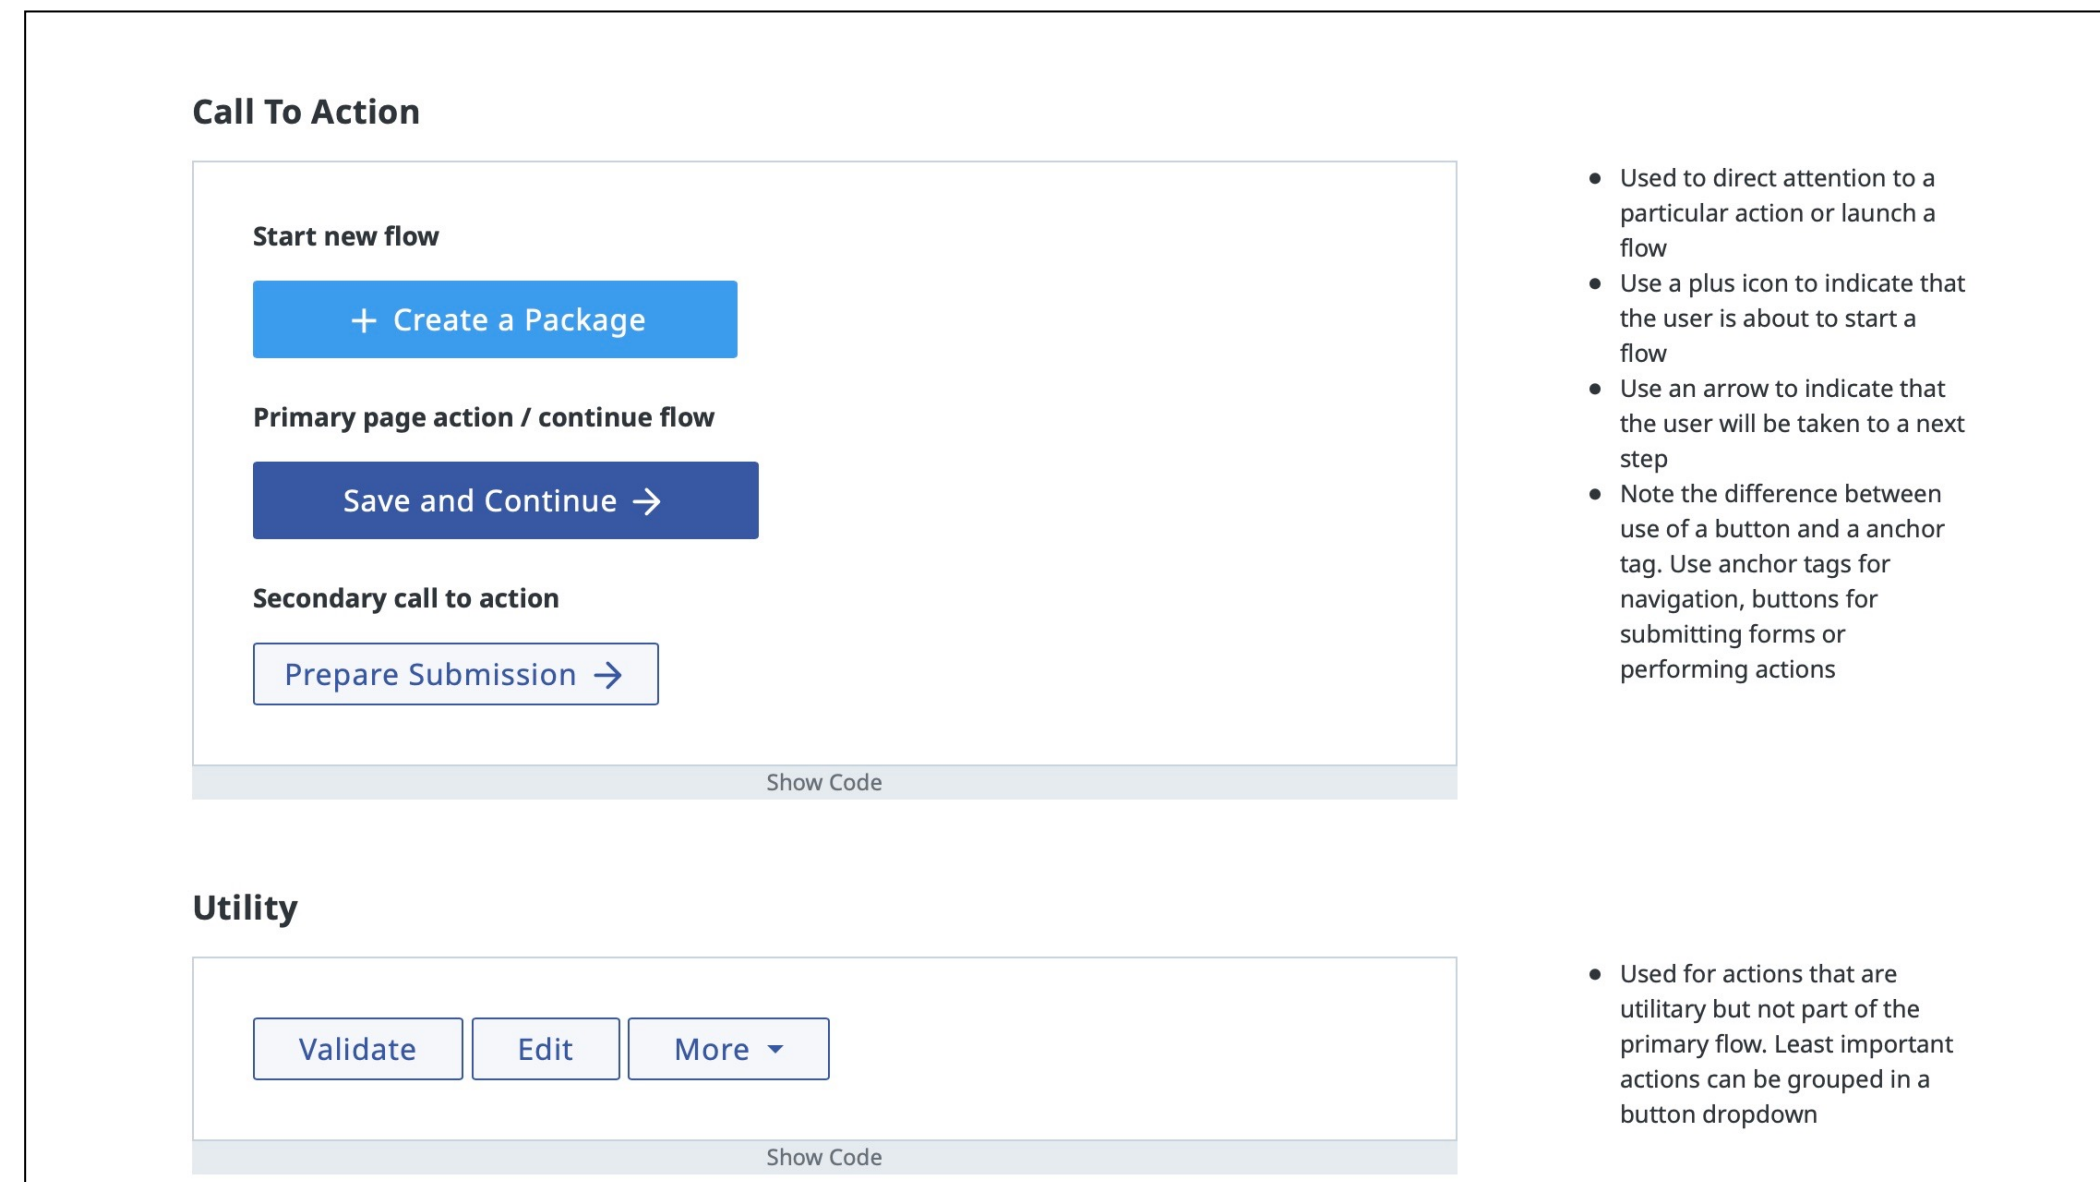 Call To Action
Start new flow
+ Create a Package
Primary page action / continue flow
Save and Continue →
Secondary call to action
Prepare Submission →
Show Code
• Used to direct attention to a
particular action or launch a
flow
• Use a plus icon to indicate that
the user is about to start a
flow
• Use an arrow to indicate that
the user will be taken to a next
step
• Note the difference between
use of a button and a anchor
tag. Use anchor tags for
navigation, buttons for
submitting forms or
performing actions
Utility
Validate
Edit
More
Show Code
• Used for actions that are
utilitary but not part of the
primary flow. Least important
actions can be grouped in a
button dropdown